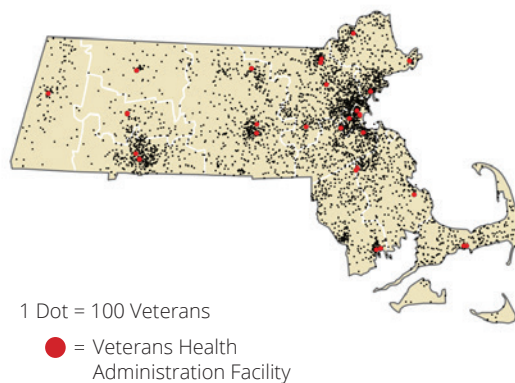 1 Dot = 100 Veterans
= Veterans Health
Administration Facility